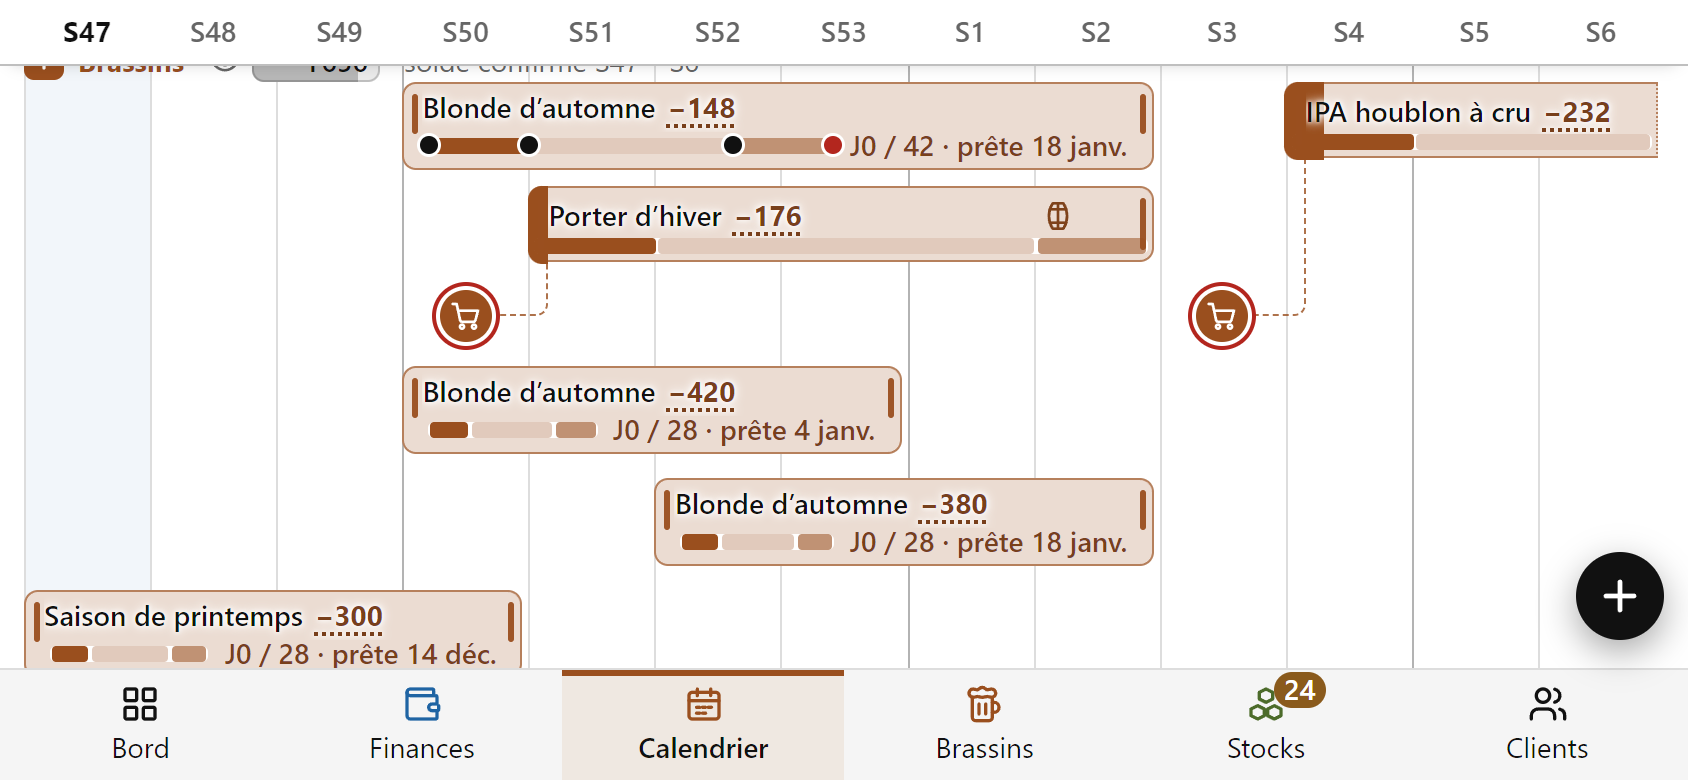 S47 S48 S49 S50 S51 S52 S53 S1 S2 S3 S4 S5 S6
Brassins
Blonde d’automne −148
J0 / 42 · prête 18 janv.
IPA houblon à cru −232
Porter d’hiver −176
Blonde d’automne −420
J0 / 28 · prête 4 janv.
Blonde d’automne −380
J0 / 28 · prête 18 janv.
Saison de printemps −300
J0 / 28 · prête 14 déc.
24
Bord Finances Calendrier Brassins Stocks Clients